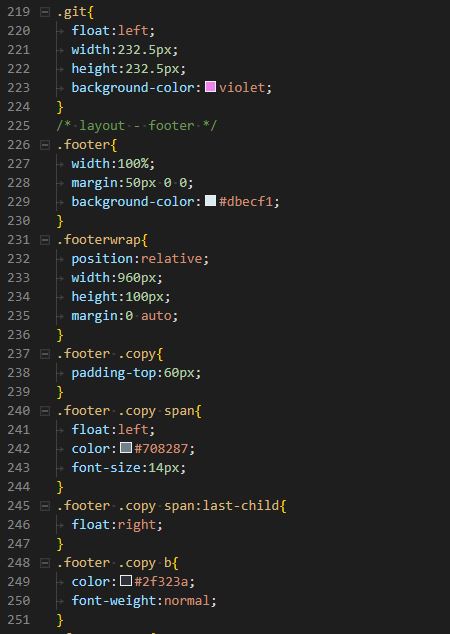 219 .git{
220 float:left;
221 width:232.5px;
222 height:232.5px;
223 background-color:violet;
224 }
225 /* layout - footer */
226 .footer{
227 width:100%;
228 margin:50px 0 0;
229 background-color:#dbecf1;
230 }
231 .footerwrap{
232 position:relative;
233 width:960px;
234 height:100px;
235 margin:0 auto;
236 }
237 .footer .copy{
238 padding-top:60px;
239 }
240 .footer .copy span{
241 float:left;
242 color:#708287;
243 font-size:14px;
244 }
245 .footer .copy span:last-child{
246 float:right;
247 }
248 .footer .copy b{
249 color:#2f323a;
250 font-weight:normal;
251 }